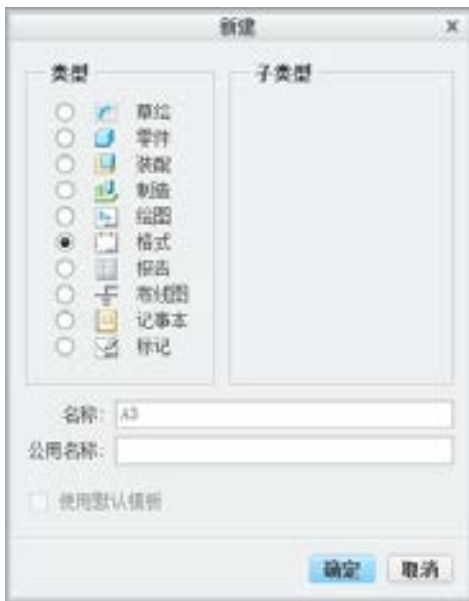 新建
类型
子类型
草绘
零件
装配
制造
绘图
格式
报告
布线图
记事本
标记
名称: A3
公用名称:
使用默认模板
确定 取消